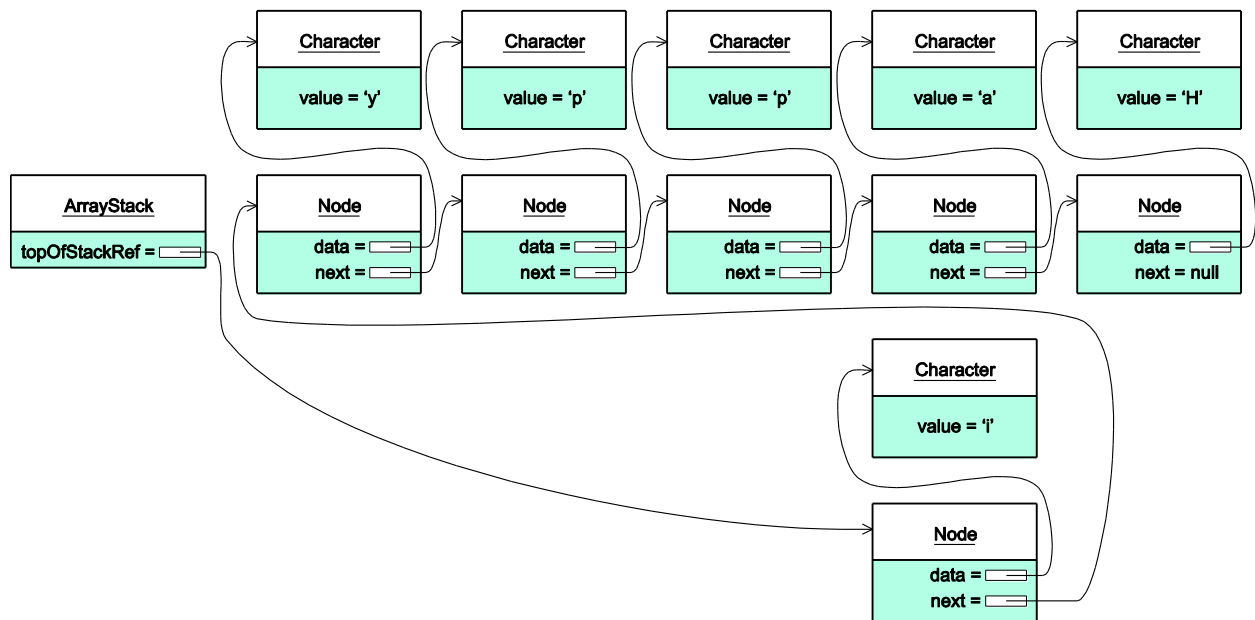 Character
value = ‘y’
Character
value = ‘p’
Character
value = ‘p’
Character
value = ‘a’
Character
value = ‘H’
ArrayStack
topOfStackRef =
Node
data =
next =
Node
data =
next =
Node
data =
next =
Node
data =
next =
Node
data =
next = null
Character
value = ‘i’
Node
data =
next =